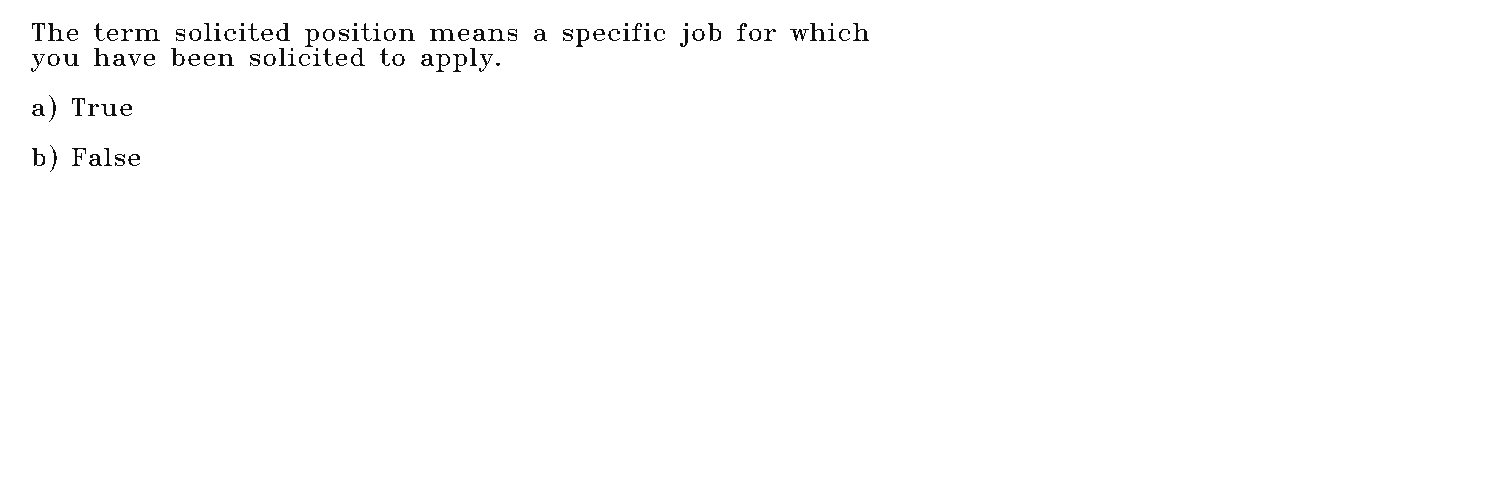 The term solicited position means a specific job for which
you have been solicited to apply.
a) True
b) False